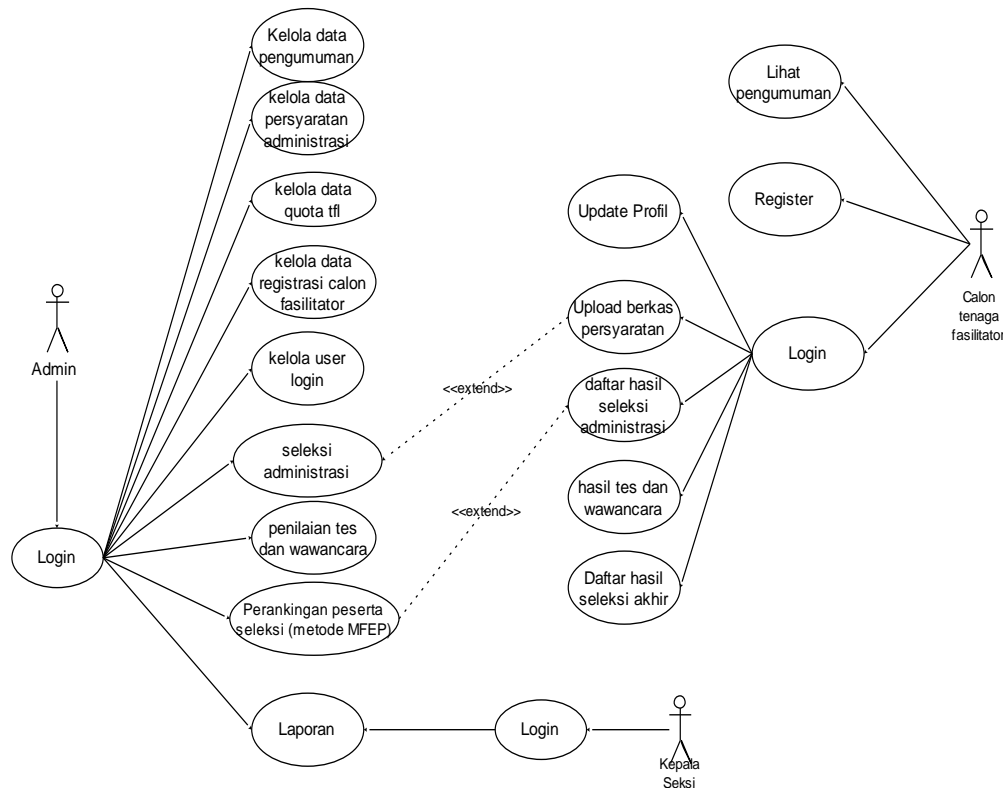 Kelola data
pengumuman
kelola data
persyaratan
administrasi
kelola data
quota tfl
kelola data
registrasi calon
fasilitator
kelola user
login
seleksi
administrasi
penilaian tes
dan wawancara
Perankingan peserta
seleksi (metode MFEP)
Laporan
Admin
Login
<<extend>>
<<extend>>
Update Profil
Upload berkas
persyaratan
daftar hasil
seleksi
administrasi
hasil tes dan
wawancara
Daftar hasil
seleksi akhir
Login
Kepala
Seksi
Lihat
pengumuman
Register
Login
Calon
tenaga
fasilitator